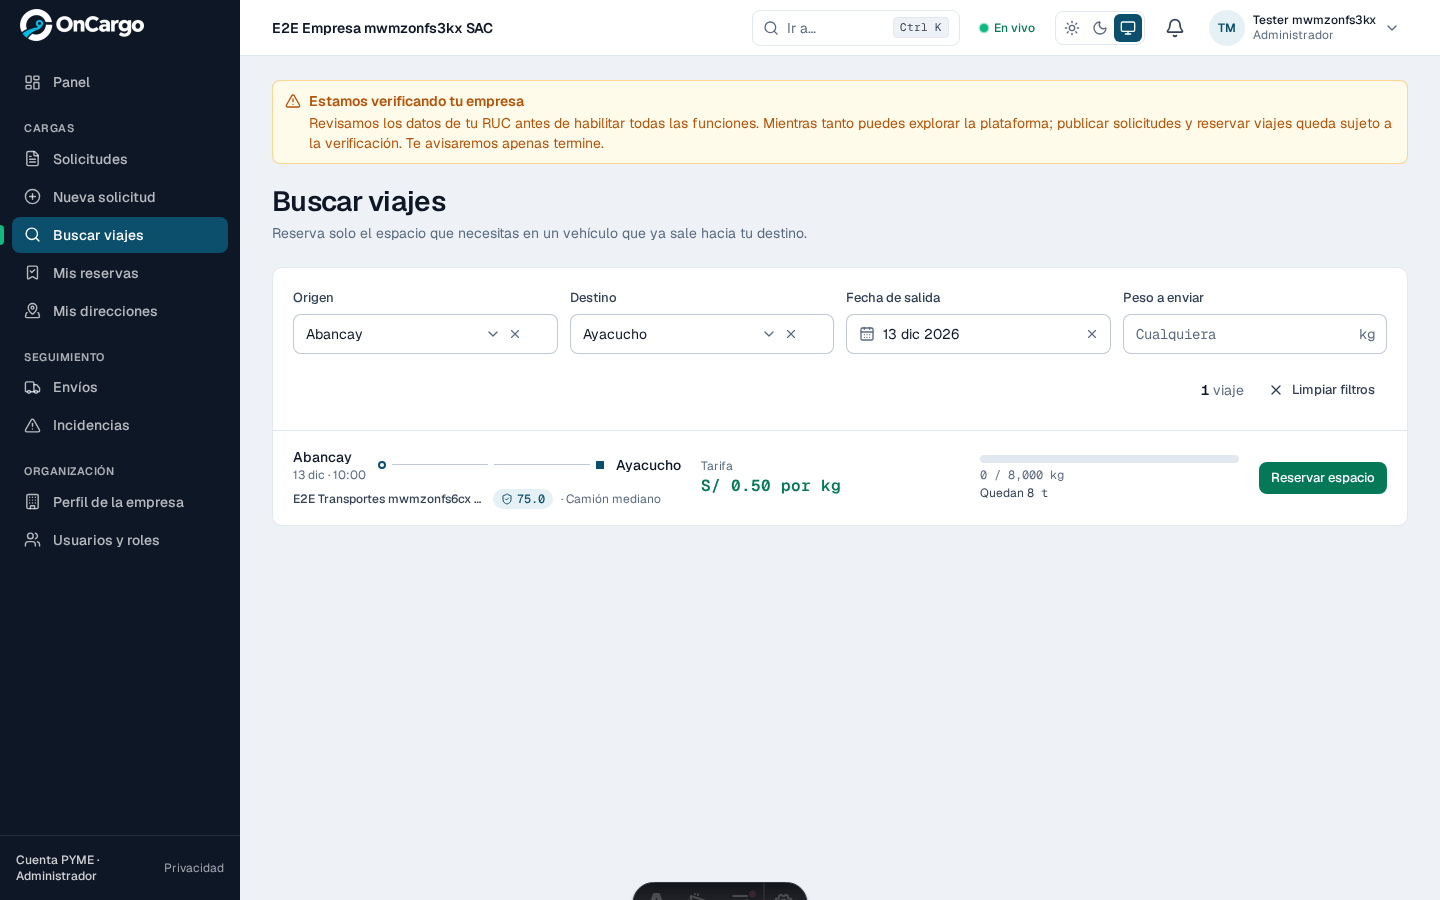 OnCargo
E2E Empresa mwmzonfs3kx SAC
Ir a...
Ctrl K
En vivo
TM
Tester mwmzonfs3kx
Administrador
Panel
CARGAS
Solicitudes
Nueva solicitud
Buscar viajes
Mis reservas
Mis direcciones
SEGUIMIENTO
Envíos
Incidencias
ORGANIZACIÓN
Perfil de la empresa
Usuarios y roles
Cuenta PYME ·
Administrador
Privacidad
Estamos verificando tu empresa
Revisamos los datos de tu RUC antes de habilitar todas las funciones. Mientras tanto puedes explorar la plataforma; publicar solicitudes y reservar viajes queda sujeto a
la verificación. Te avisaremos apenas termine.
Buscar viajes
Reserva solo el espacio que necesitas en un vehículo que ya sale hacia tu destino.
Origen
Destino
Fecha de salida
Peso a enviar
Abancay
Ayacucho
13 dic 2026
Cualquiera
kg
1 viaje
Limpiar filtros
Abancay
13 dic · 10:00
Ayacucho
E2E Transportes mwmzonfs6cx ...
75.0
· Camión mediano
Tarifa
S/ 0.50 por kg
0 / 8,000 kg
Quedan 8 t
Reservar espacio